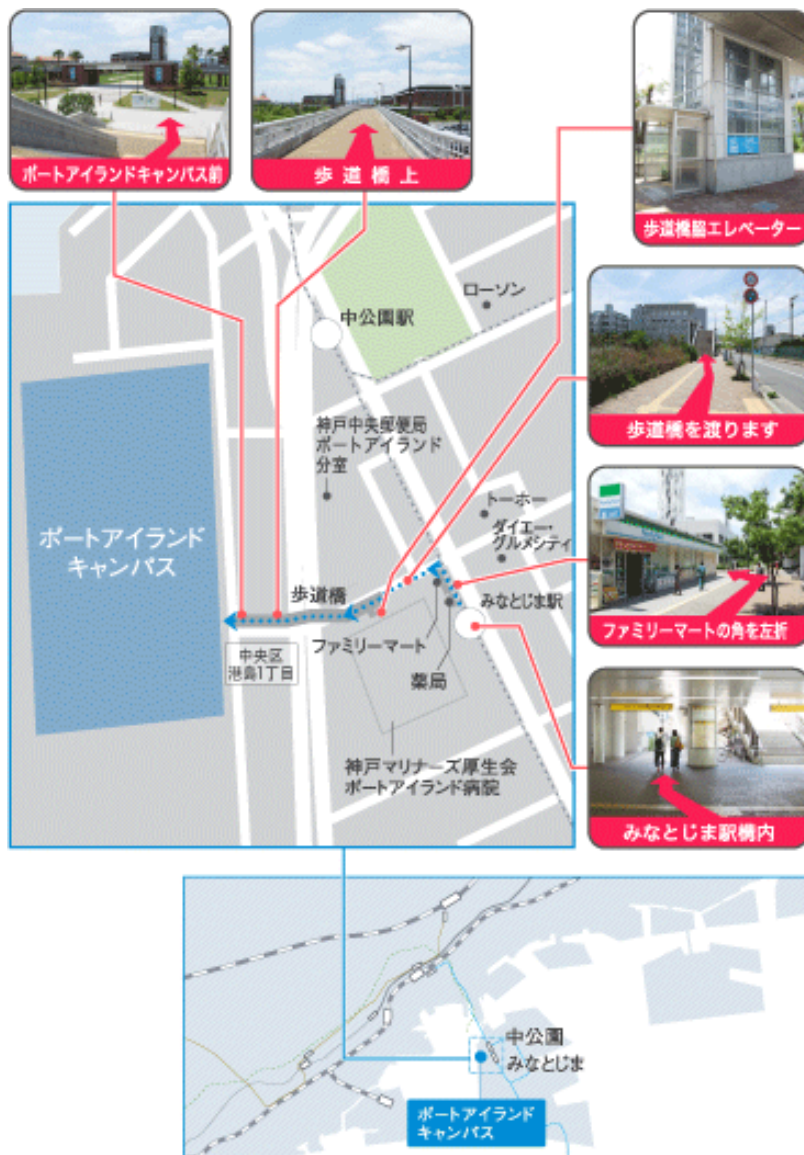 ポートアイランドキャンパス前
歩道橋上
歩道橋脇エレベーター
中公園駅
ローソン
歩道橋を渡ります
神戸中央郵便局
ポートアイランド
分室
トーホー
ダイエー・
グルメシティ
ポートアイランド
キャンパス
歩道橋
みなとじま駅
ファミリーマートの角を左折
ファミリーマート
中央区
港島1丁目
薬局
神戸マリナーズ厚生会
ポートアイランド病院
みなとじま駅構内
中公園
みなとじま
ポートアイランド
キャンパス